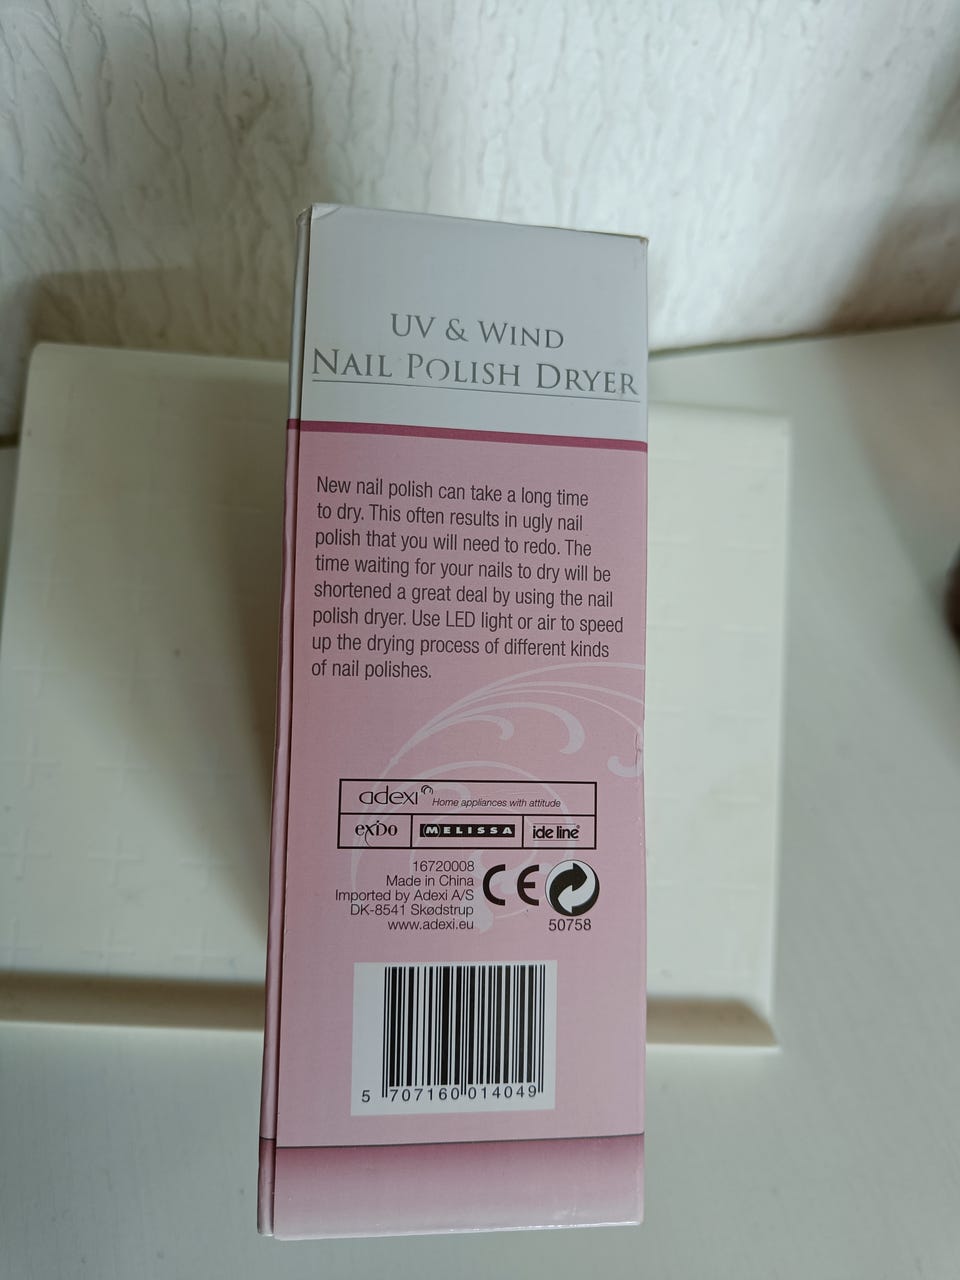 UV & WIND
NAIL POLISH DRYER
New nail polish can take a long time
to dry. This often results in ugly nail
polish that you will need to redo. The
time waiting for your nails to dry will be
shortened a great deal by using the nail
polish dryer. Use LED light or air to speed
up the drying process of different kinds
of nail polishes.
adexi Home appliances with attitude
exido MELISSA ide line®
16720008
Made in China
Imported by Adexi A/S
DK-8541 Skødstrup
www.adexi.eu
CE
50758
5 707160 014049